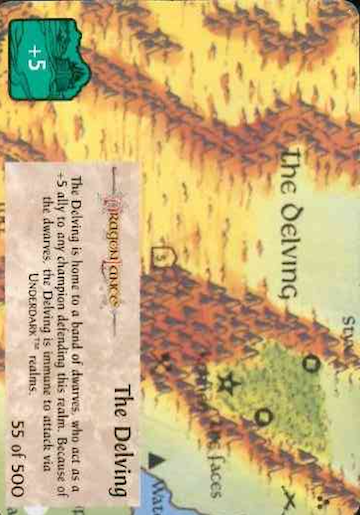 +5
The Delving
DRAGONLANCE
The Delving
The Delving is home to a band of dwarves, who act as a
+5 ally to any champion defending this realm. Because of
the dwarves, the Delving is immune to attack via
UNDERDARK™ realms.
55 of 500
5
faces